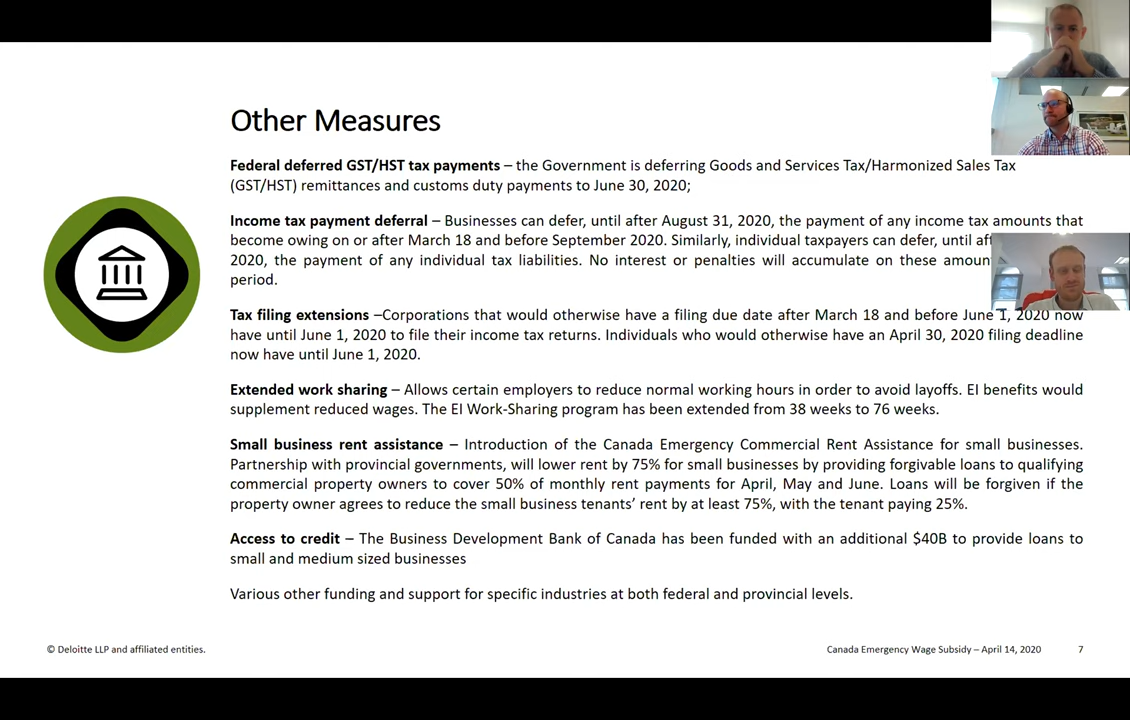 Other Measures
Federal deferred GST/HST tax payments – the Government is deferring Goods and Services Tax/Harmonized Sales Tax
(GST/HST) remittances and customs duty payments to June 30, 2020;
Income tax payment deferral – Businesses can defer, until after August 31, 2020, the payment of any income tax amounts that
become owing on or after March 18 and before September 2020. Similarly, individual taxpayers can defer, until
2020, the payment of any individual tax liabilities. No interest or penalties will accumulate on these
period.
Tax filing extensions –Corporations that would otherwise have a filing due date after March 18 and before June 1, 2020 now
have until June 1, 2020 to file their income tax returns. Individuals who would otherwise have an April 30, 2020 filing deadline
now have until June 1, 2020.
Extended work sharing – Allows certain employers to reduce normal working hours in order to avoid layoffs. EI benefits would
supplement reduced wages. The EI Work-Sharing program has been extended from 38 weeks to 76 weeks.
Small business rent assistance – Introduction of the Canada Emergency Commercial Rent Assistance for small businesses.
Partnership with provincial governments, will lower rent by 75% for small businesses by providing forgivable loans to qualifying
commercial property owners to cover 50% of monthly rent payments for April, May and June. Loans will be forgiven if the
property owner agrees to reduce the small business tenants’ rent by at least 75%, with the tenant paying 25%.
Access to credit – The Business Development Bank of Canada has been funded with an additional $40B to provide loans to
small and medium sized businesses
Various other funding and support for specific industries at both federal and provincial levels.
© Deloitte LLP and affiliated entities.
Canada Emergency Wage Subsidy – April 14, 2020 7